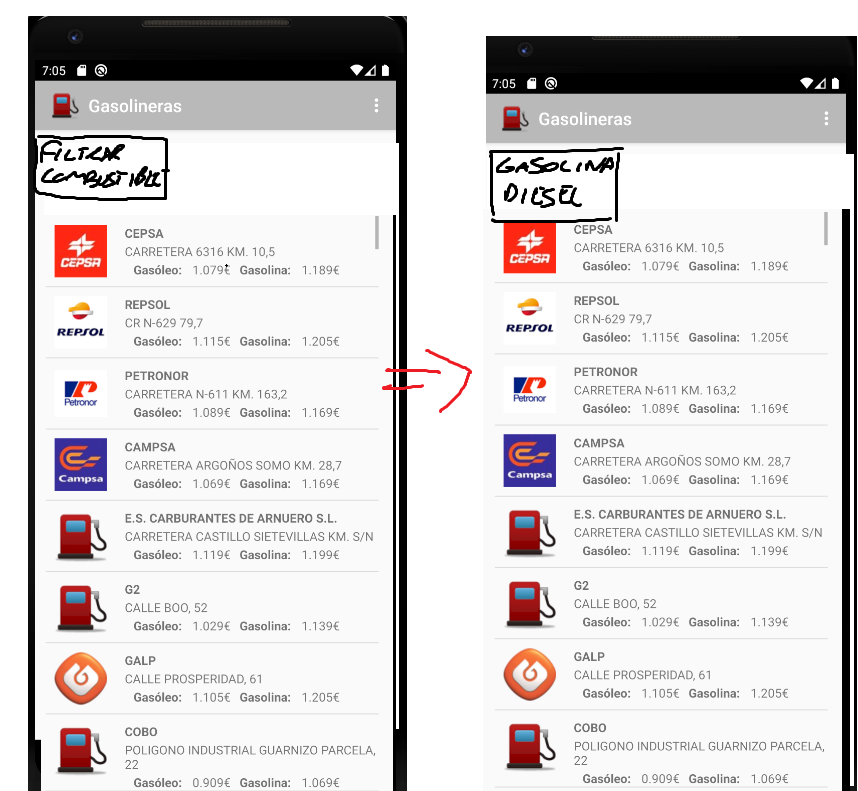 7:05
Gasolineras
FILTRAR
COMBUSTIBLE
CEPSA
CEPSA
CARRETERA 6316 KM. 10,5
Gasóleo: 1.079€ Gasolina: 1.189€
REPSOL
REPSOL
CR N-629 79,7
Gasóleo: 1.115€ Gasolina: 1.205€
PETRONOR
Petronor
CARRETERA N-611 KM. 163,2
Gasóleo: 1.089€ Gasolina: 1.169€
CAMPSA
Campsa
CARRETERA ARGOÑOS SOMO KM. 28,7
Gasóleo: 1.069€ Gasolina: 1.169€
E.S. CARBURANTES DE ARNUERO S.L.
CARRETERA CASTILLO SIETEVILLAS KM. S/N
Gasóleo: 1.119€ Gasolina: 1.199€
G2
CALLE BOO, 52
Gasóleo: 1.029€ Gasolina: 1.139€
GALP
CALLE PROSPERIDAD, 61
Gasóleo: 1.105€ Gasolina: 1.205€
COBO
POLIGONO INDUSTRIAL GUARNIZO PARCELA,
22
Gasóleo: 0.909€ Gasolina: 1.069€
7:05
Gasolineras
GASOLINA
DIESEL
CEPSA
CEPSA
CARRETERA 6316 KM. 10,5
Gasóleo: 1.079€ Gasolina: 1.189€
REPSOL
REPSOL
CR N-629 79,7
Gasóleo: 1.115€ Gasolina: 1.205€
PETRONOR
Petronor
CARRETERA N-611 KM. 163,2
Gasóleo: 1.089€ Gasolina: 1.169€
CAMPSA
Campsa
CARRETERA ARGOÑOS SOMO KM. 28,7
Gasóleo: 1.069€ Gasolina: 1.169€
E.S. CARBURANTES DE ARNUERO S.L.
CARRETERA CASTILLO SIETEVILLAS KM. S/N
Gasóleo: 1.119€ Gasolina: 1.199€
G2
CALLE BOO, 52
Gasóleo: 1.029€ Gasolina: 1.139€
GALP
CALLE PROSPERIDAD, 61
Gasóleo: 1.105€ Gasolina: 1.205€
COBO
POLIGONO INDUSTRIAL GUARNIZO PARCELA,
22
Gasóleo: 0.909€ Gasolina: 1.069€